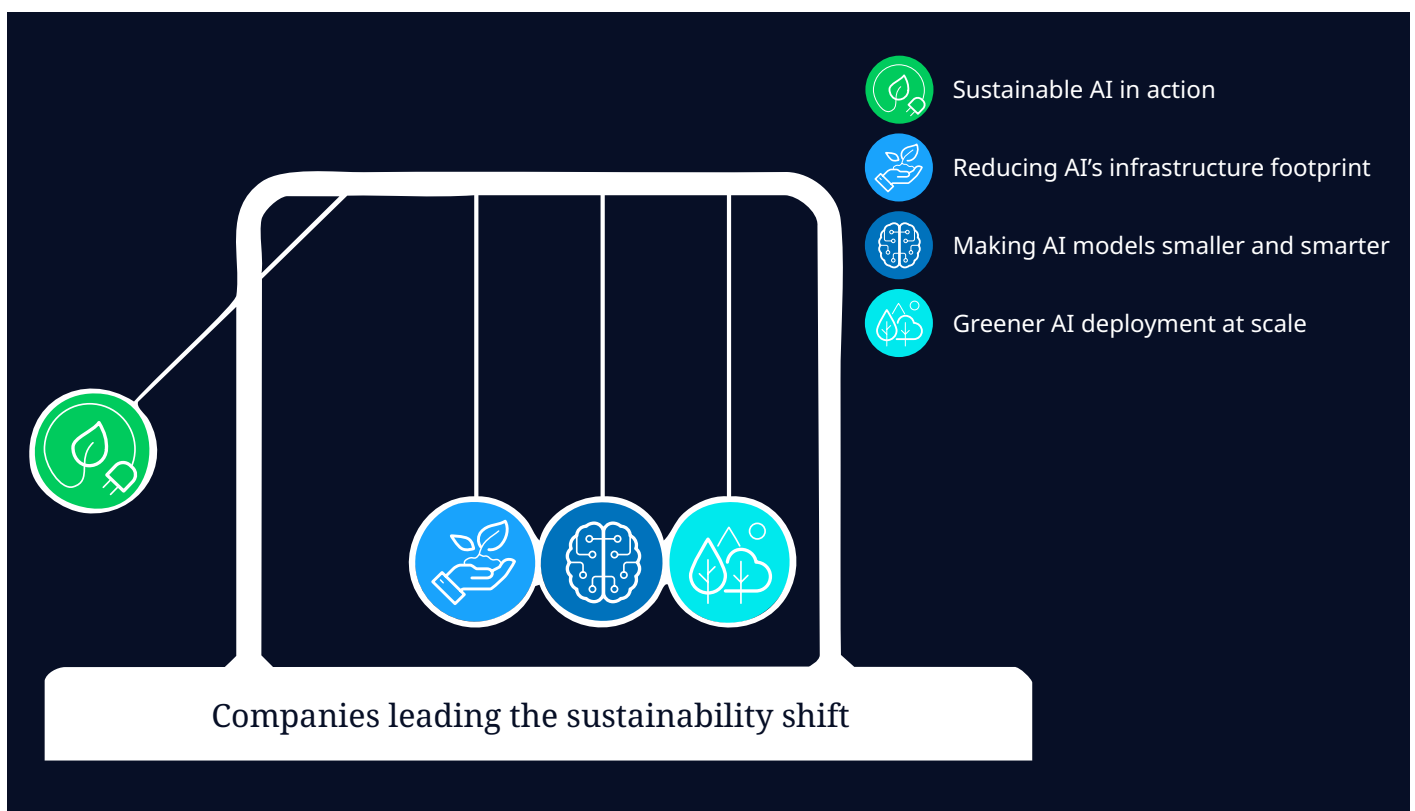 Sustainable AI in action
Reducing AI’s infrastructure footprint
Making AI models smaller and smarter
Greener AI deployment at scale
Companies leading the sustainability shift